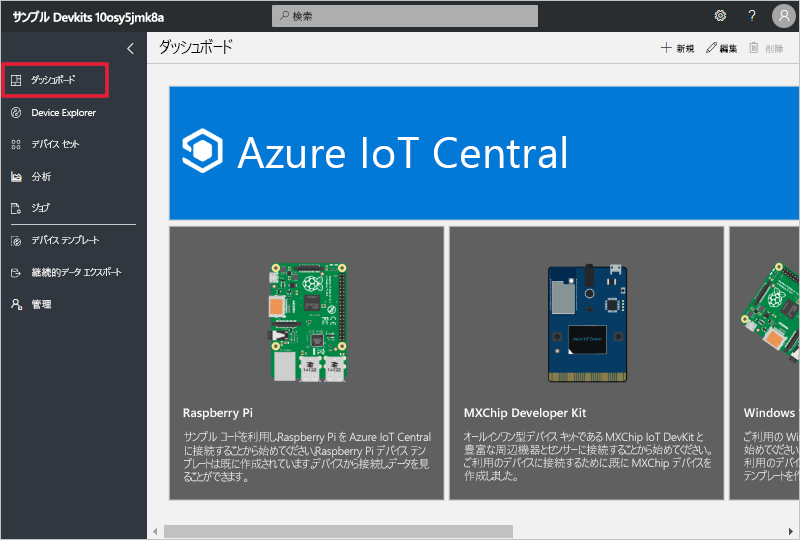 サンプル Devkits 10osy5jmk8a
検索
?
ダッシュボード
+ 新規
編集
削除
ダッシュボード
Device Explorer
デバイス セット
分析
ジョブ
デバイス テンプレート
継続的データ エクスポート
管理
Azure IoT Central
Azure IoT Central
Raspberry Pi
サンプル コードを利用し、Raspberry Pi を Azure IoT Central
に接続することから始めてください。Raspberry Pi デバイス テン
プレートは既に作成されています。デバイスから接続しデータを見
ることができます。
MXChip Developer Kit
オールインワン型デバイス キットである MXChip IoT DevKit と
豊富な周辺機器とセンサーに接続することから始めてください。
ご利用のデバイスに接続するために、既に MXChip デバイスを
作成しました。
Windows
ご利用の Wi
始めてください
利用のデバイ
テンプレートを作